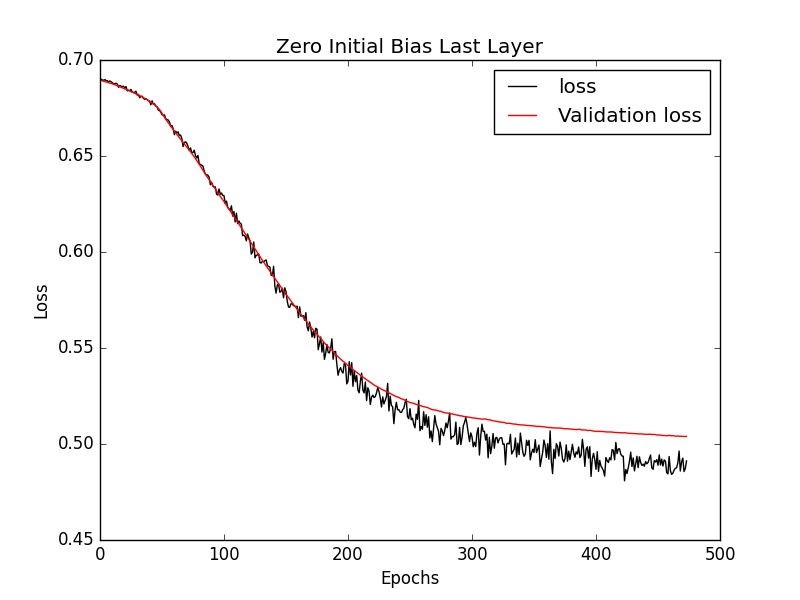 Zero Initial Bias Last Layer
0.70
loss
Validation loss
0.65
0.60
Loss
0.55
0.50
0.45
0 100 200 300 400 500
Epochs